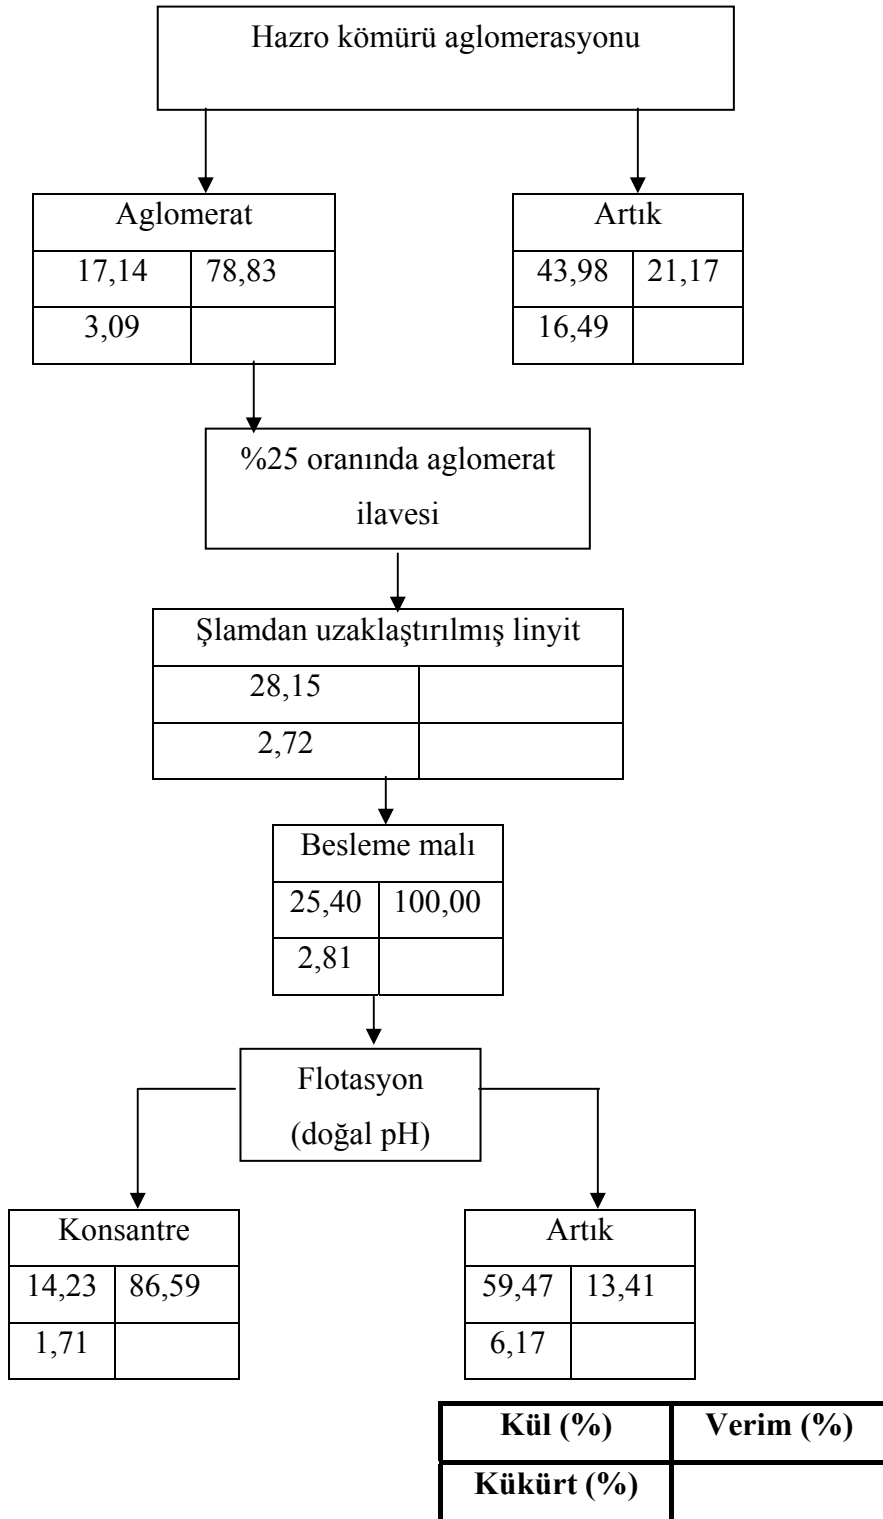 Hazro kömürü aglomerasyonu
Aglomerat
17,14 78,83
3,09
Artık
43,98 21,17
16,49
%25 oranında aglomerat
ilavesi
Şlamdan uzaklaştırılmış linyit
28,15
2,72
Besleme malı
25,40 100,00
2,81
Flotasyon
(doğal pH)
Konsantre
14,23 86,59
1,71
Artık
59,47 13,41
6,17
Kül (%) Verim (%)
Kükürt (%)